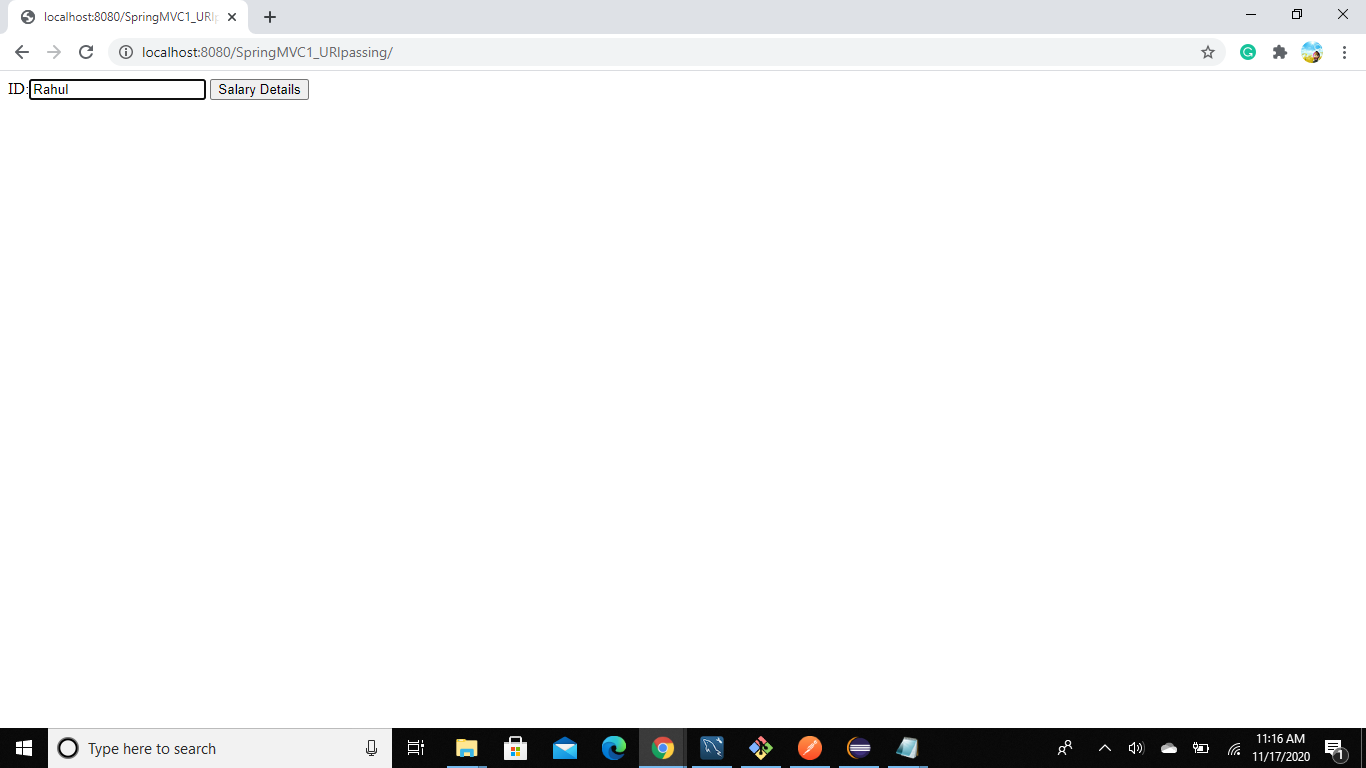 localhost:8080/SpringMVC1_URIp
localhost:8080/SpringMVC1_URIpassing/
ID: Rahul Salary Details
Type here to search
11:16 AM
11/17/2020
1